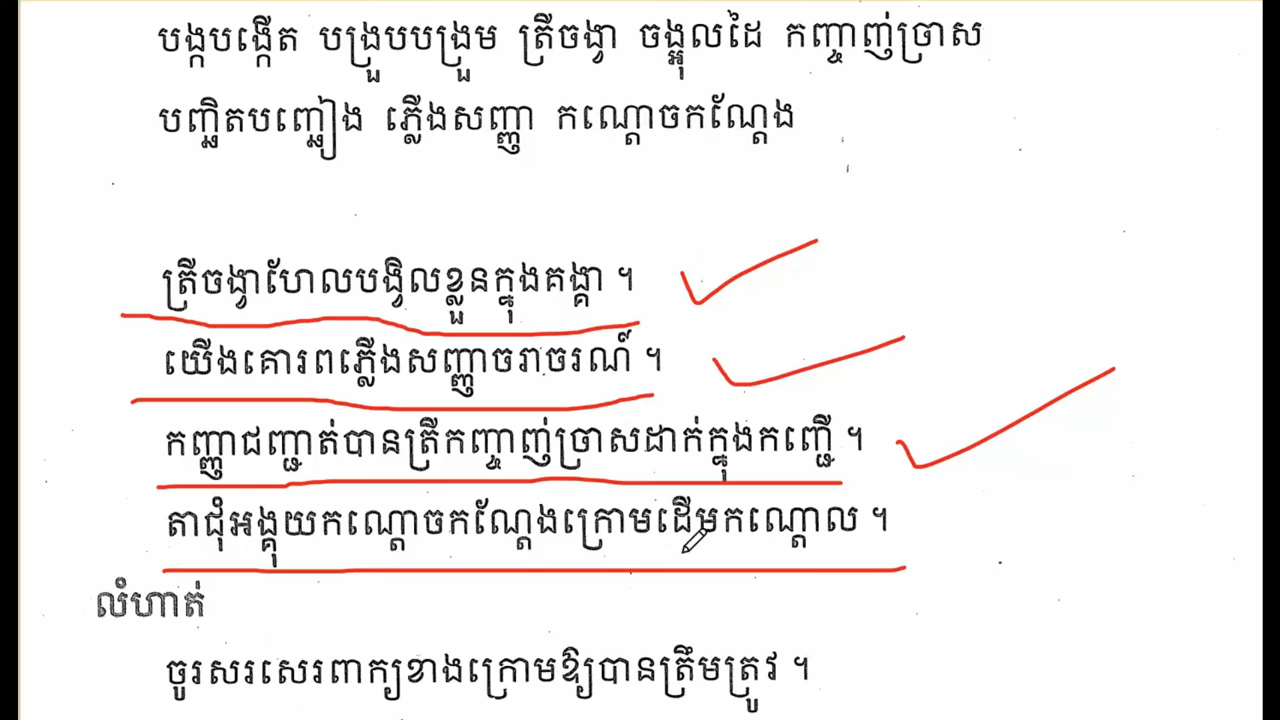 បង្កបង្កើត បង្រួបបង្រួម ត្រីចង្វា ចង្អុលដៃ កញ្ចាញ់ច្រាស
បញ្ឆិតបញ្ឆៀង ភ្លើងសញ្ញា កណ្ដោចកណ្ដែង
ត្រីចង្វាហែលបង្វិលខ្លួនក្នុងគង្គា ។
យើងគោរពភ្លើងសញ្ញាចរាចរណ៍ ។
កញ្ញាជញ្ជាត់បានត្រីកញ្ចាញ់ច្រាសដាក់ក្នុងកញ្ជើ ។
តាជុំអង្គុយកណ្ដោចកណ្ដែងក្រោមដើមកណ្ដោល ។
លំហាត់
ចូរសរសេរពាក្យខាងក្រោមឱ្យបានត្រឹមត្រូវ ។